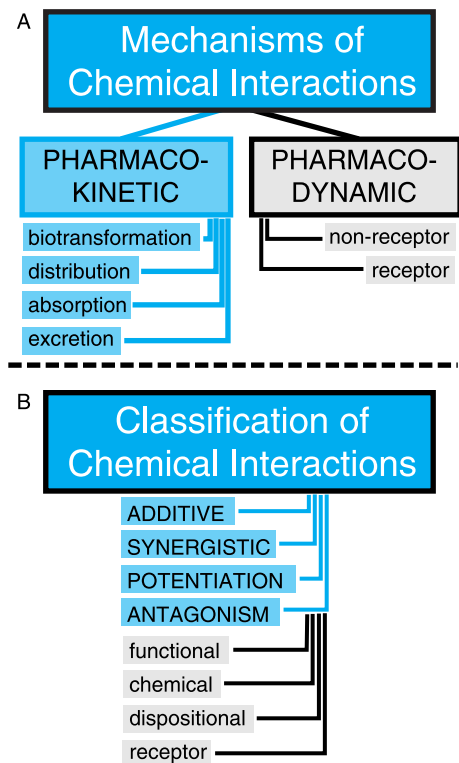 A
Mechanisms of
Chemical Interactions
PHARMACO-
KINETIC
biotransformation
distribution
absorption
excretion
PHARMACO-
DYNAMIC
non-receptor
receptor
B
Classification of
Chemical Interactions
ADDITIVE
SYNERGISTIC
POTENTIATION
ANTAGONISM
functional
chemical
dispositional
receptor